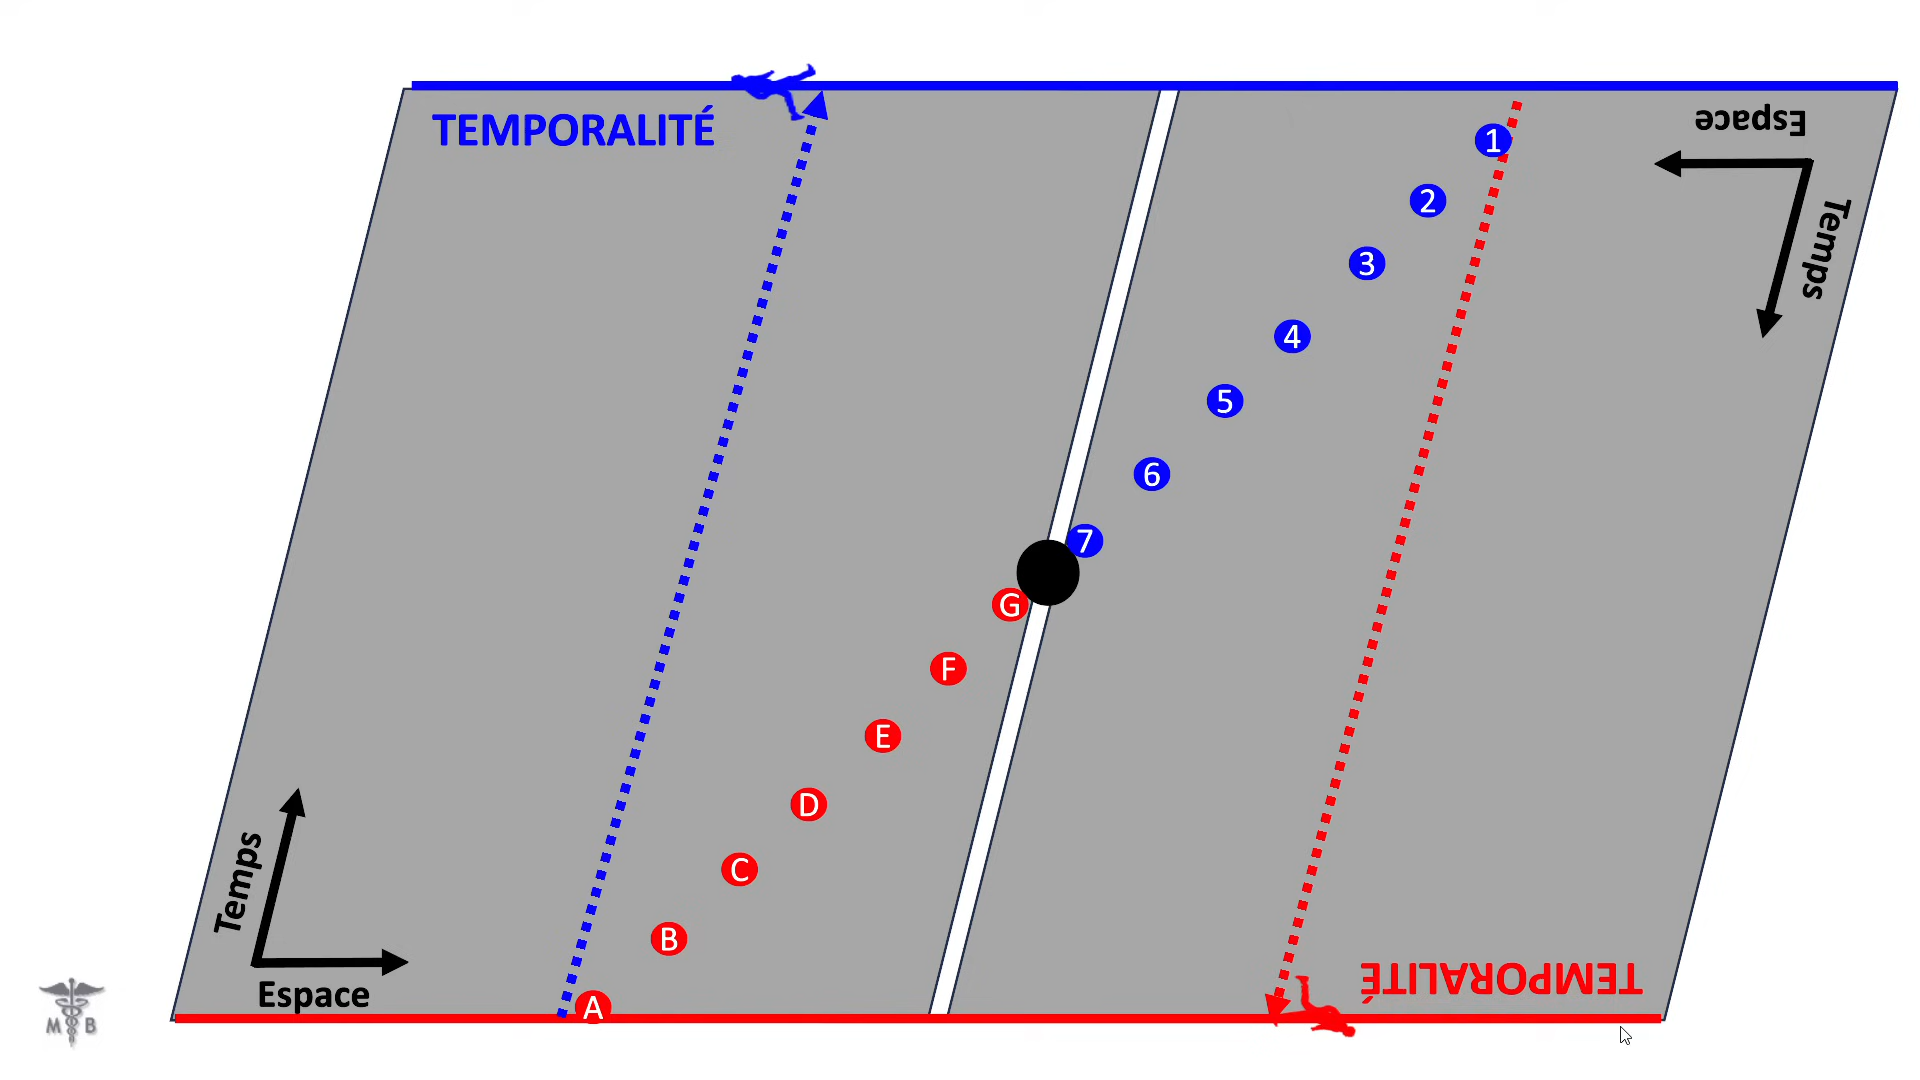 TEMPORALITÉ
Espace
Temps
1
2
3
4
5
6
7
G
F
E
D
C
B
A
Temps
Espace
TEMPORALITÉ
M B